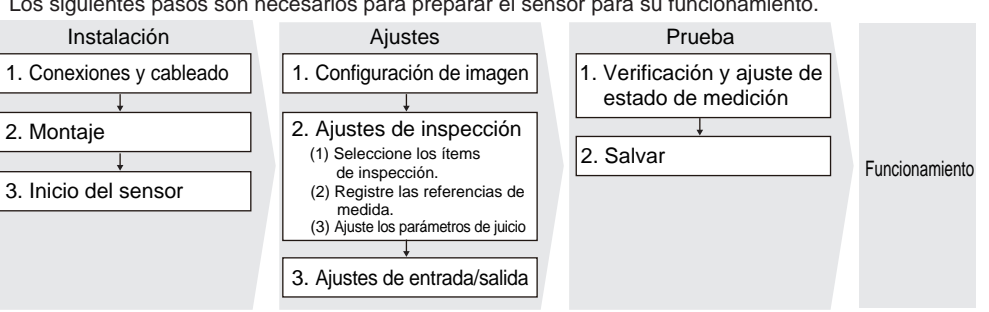 Los siguientes pasos son necesarios para preparar el sensor para su funcionamiento.
Instalación
1. Conexiones y cableado
2. Montaje
3. Inicio del sensor
Ajustes
1. Configuración de imagen
2. Ajustes de inspección
(1) Seleccione los ítems
de inspección.
(2) Registre las referencias de
medida.
(3) Ajuste los parámetros de juicio
3. Ajustes de entrada/salida
Prueba
1. Verificación y ajuste de
estado de medición
2. Salvar
Funcionamiento